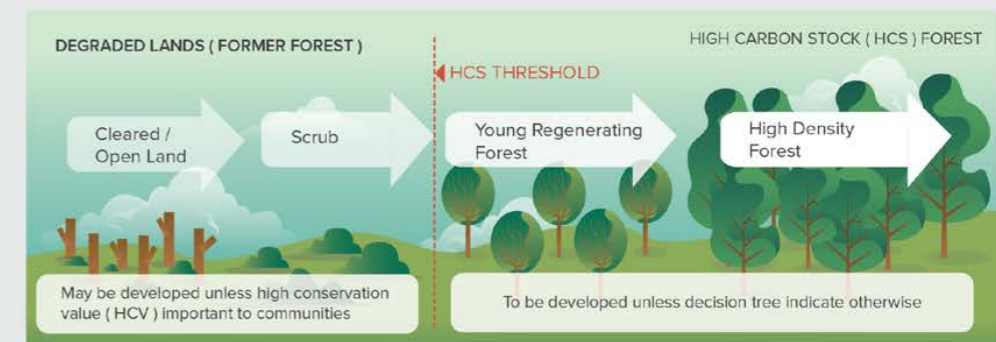 DEGRADED LANDS ( FORMER FOREST )
HIGH CARBON STOCK ( HCS ) FOREST
HCS THRESHOLD
Cleared /
Open Land
Scrub
Young Regenerating
Forest
High Density
Forest
May be developed unless high conservation
value ( HCV ) important to communities
To be developed unless decision tree indicate otherwise